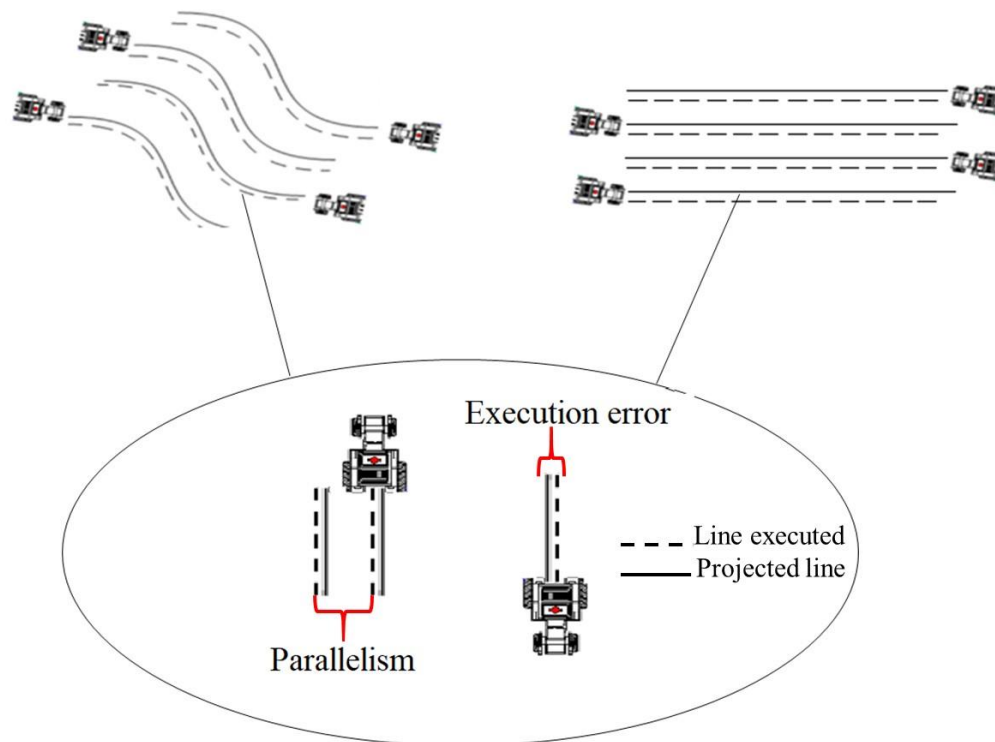 Execution error
Line executed
Projected line
Parallelism